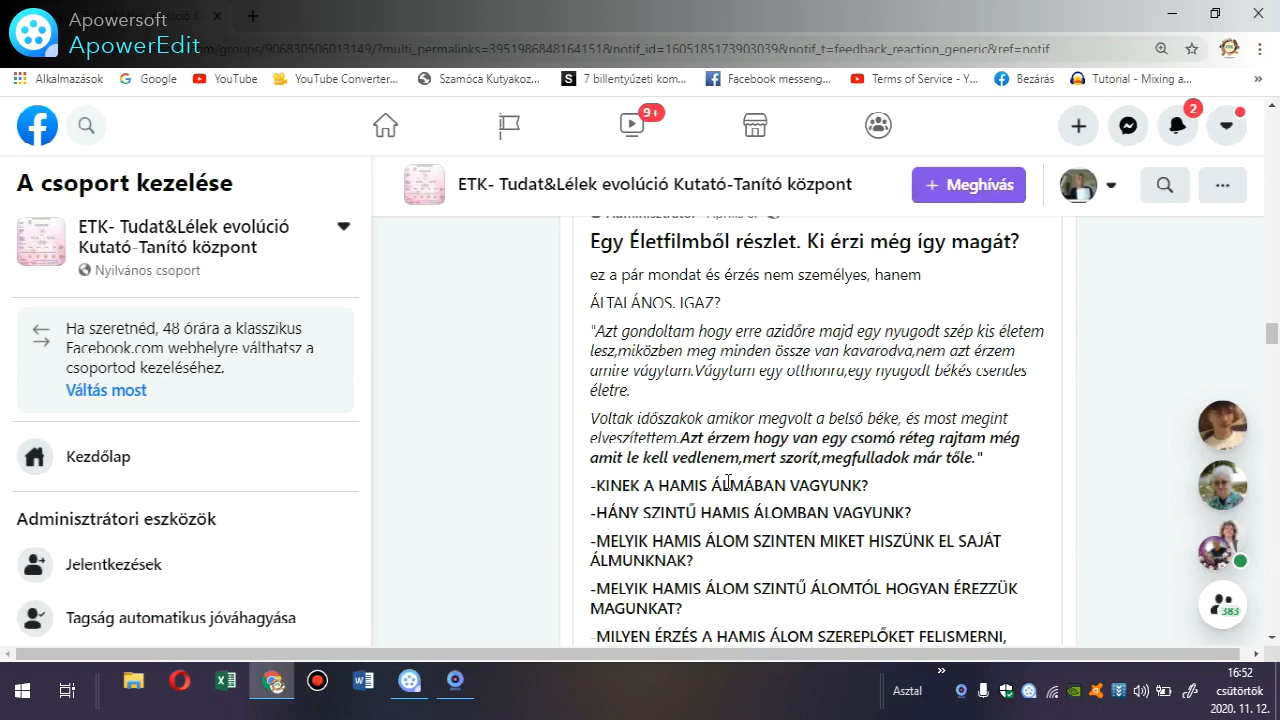 Apowersoft
ApowerEdit
.com/groups/906830506013149/?multi_permalinks=3951986848164151&notif_id=1605185173903039&notif_t=feedback_reaction_generic&ref=notif
Alkalmazások
Google
YouTube
YouTube Converter...
Szamóca Kutyakoz...
7 billentyűzeti kom...
Facebook messeng...
Terms of Service - Y...
Bezárás
Tutorial - Mixing a...
»
9+
2
A csoport kezelése
ETK- Tudat&Lélek evolúció Kutató-Tanító központ
Meghívás
ETK- Tudat&Lélek evolúció
Kutató-Tanító központ
Nyilvános csoport
Ha szeretnéd, 48 órára a klasszikus
Facebook.com webhelyre válthatsz a
csoportod kezeléséhez.
Váltás most
Kezdőlap
Adminisztrátori eszközök
Jelentkezések
Tagság automatikus jóváhagyása
Egy Életfilmből részlet. Ki érzi még így magát?
ez a pár mondat és érzés nem személyes, hanem
ÁLTALÁNOS. IGAZ?
"Azt gondoltam hogy erre azidőre majd egy nyugodt szép kis életem
lesz,miközben meg minden össze van kavarodva,nem azt érzem
amire vágytam.Vágytam egy otthonra,egy nyugodt békés csendes
életre.
Voltak időszakok amikor megvolt a belső béke, és most megint
elveszítettem.Azt érzem hogy van egy csomó réteg rajtam még
amit le kell vedlenem,mert szorít,megfulladok már tőle."
-KINEK A HAMIS ÁLMÁBAN VAGYUNK?
-HÁNY SZINTŰ HAMIS ÁLOMBAN VAGYUNK?
-MELYIK HAMIS ÁLOM SZINTEN MIKET HISZÜNK EL SAJÁT
ÁLMUNKNAK?
-MELYIK HAMIS ÁLOM SZINTŰ ÁLOMTÓL HOGYAN ÉREZZÜK
MAGUNKAT?
-MILYEN ÉRZÉS A HAMIS ÁLOM SZEREPLŐKET FELISMERNI,
383
Asztal
»
16:52
csütörtök
2020. 11. 12.